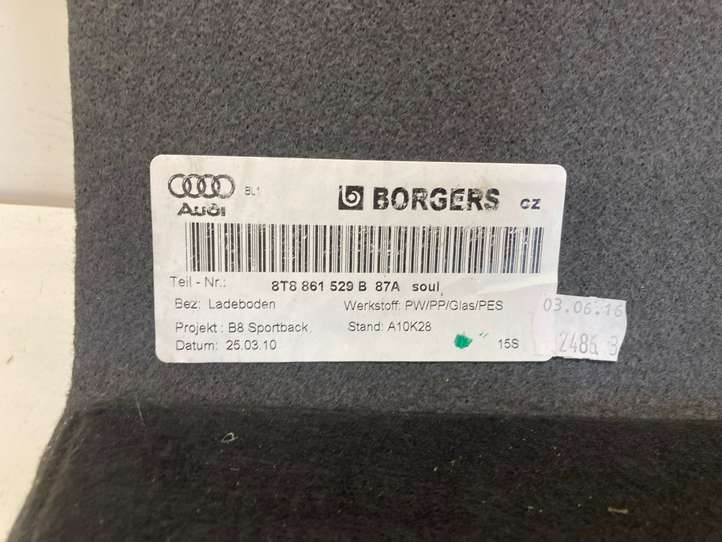 Audi BL1 BORGERS CZ
Teil - Nr.: 8T8 861 529 B 87A soul
Bez: Ladeboden Werkstoff: PW/PP/Glas/PES
Projekt : B8 Sportback Stand: A10K28
Datum: 25.03.10 15S
03.06.16